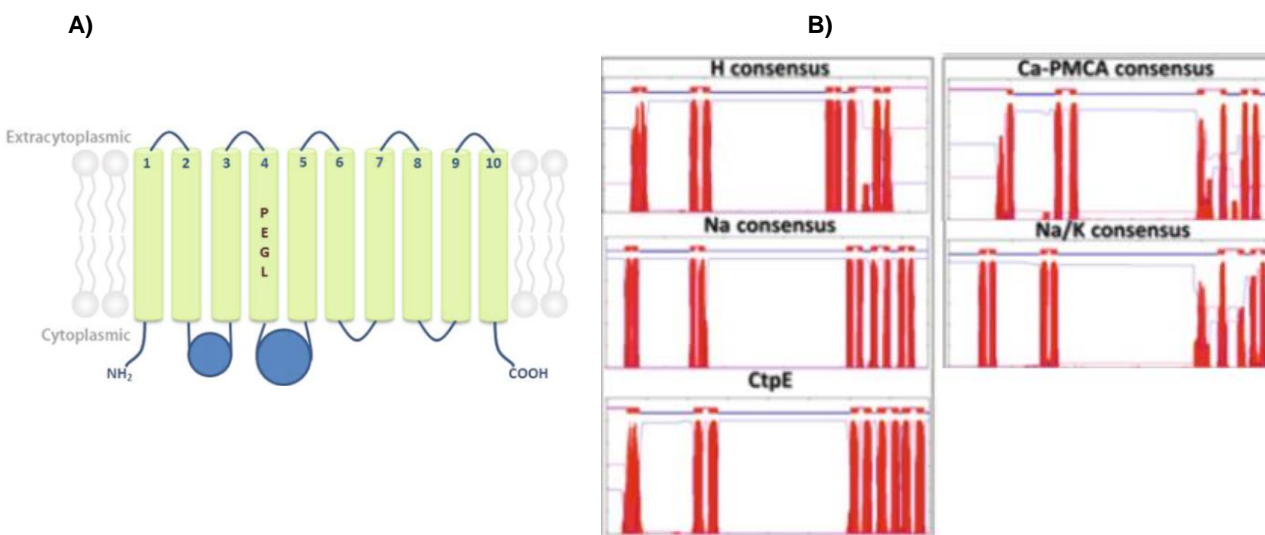 A)
B)
H consensus
Ca-PMCA consensus
Extracytoplasmic
1 2 3 4 5 6 7 8 9 10
P
E
G
L
Na consensus
Na/K consensus
Cytoplasmic
NH2
COOH
CtpE